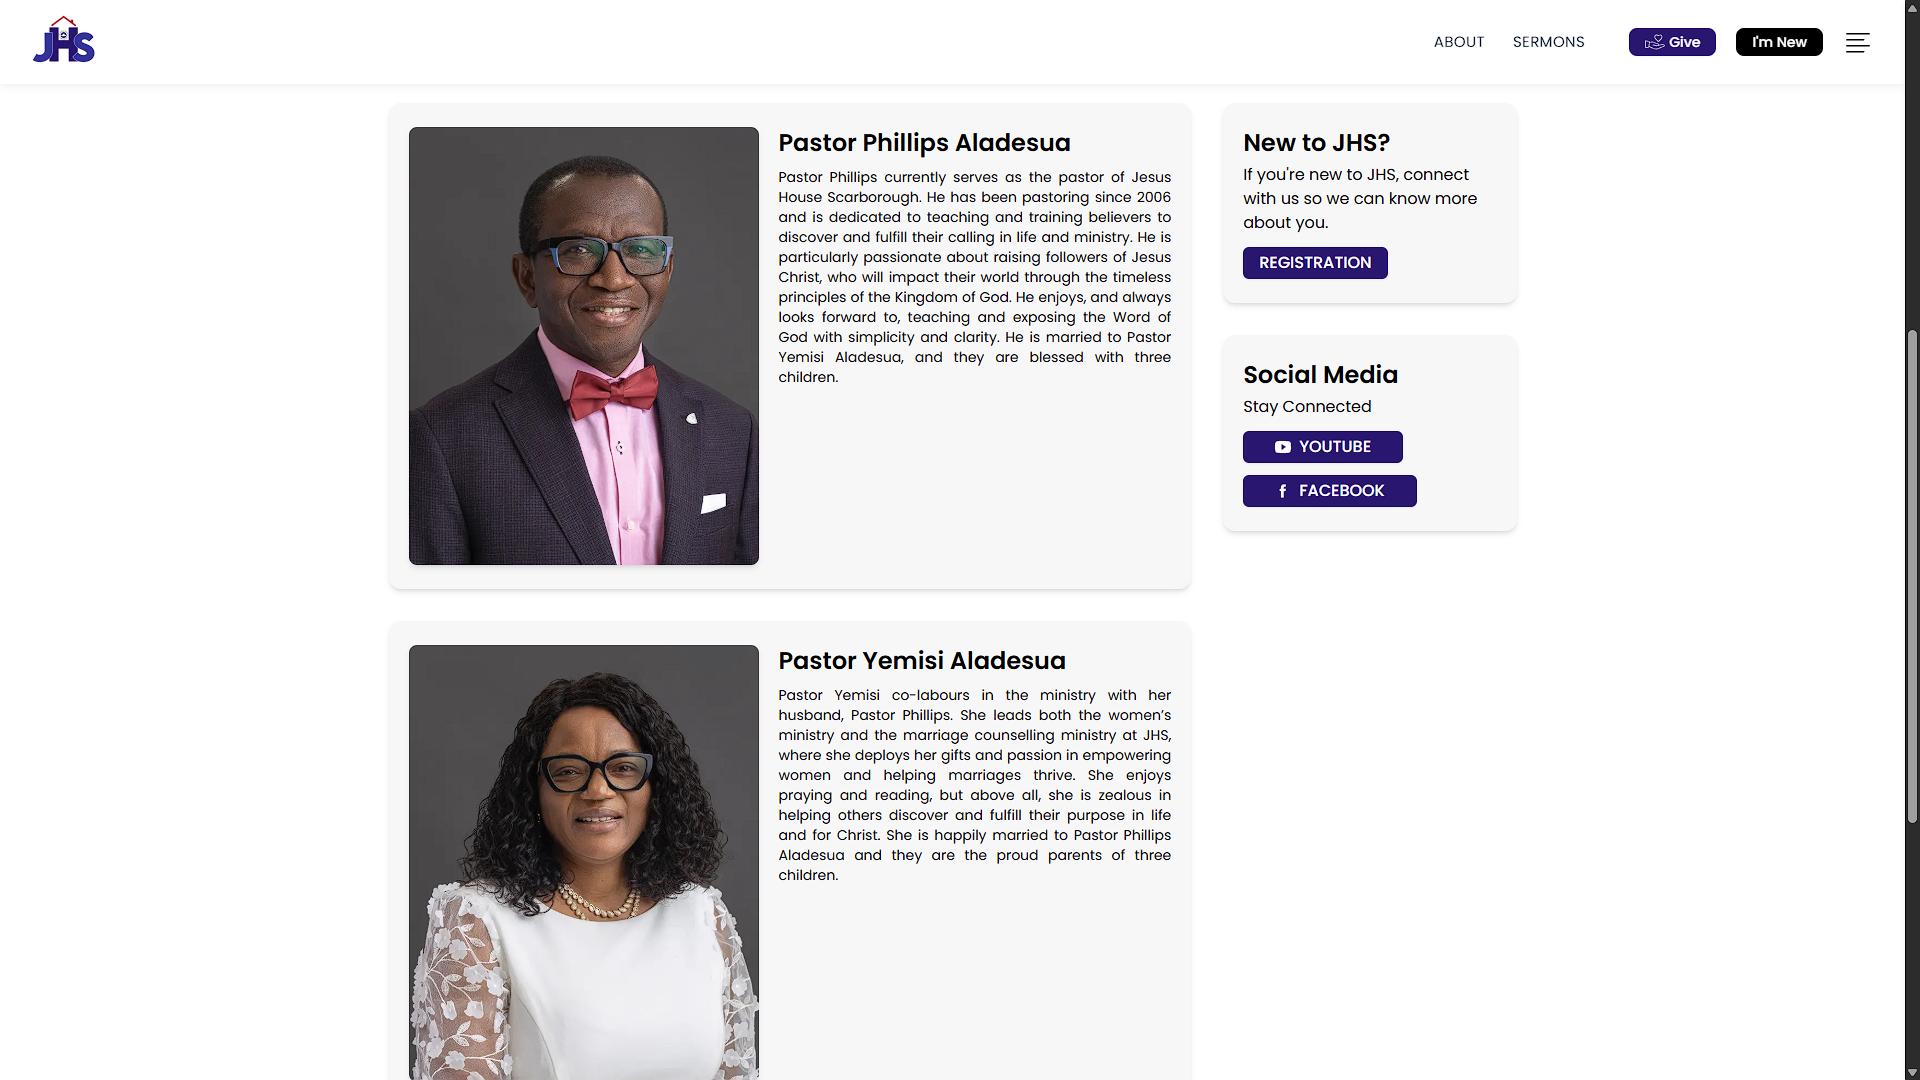 JHS
ABOUT
SERMONS
Give
I'm New
Pastor Phillips Aladesua
Pastor Phillips currently serves as the pastor of Jesus
House Scarborough. He has been pastoring since 2006
and is dedicated to teaching and training believers to
discover and fulfill their calling in life and ministry. He is
particularly passionate about raising followers of Jesus
Christ, who will impact their world through the timeless
principles of the Kingdom of God. He enjoys, and always
looks forward to, teaching and exposing the Word of
God with simplicity and clarity. He is married to Pastor
Yemisi Aladesua, and they are blessed with three
children.
Pastor Yemisi Aladesua
Pastor Yemisi co-labours in the ministry with her
husband, Pastor Phillips. She leads both the women’s
ministry and the marriage counselling ministry at JHS,
where she deploys her gifts and passion in empowering
women and helping marriages thrive. She enjoys
praying and reading, but above all, she is zealous in
helping others discover and fulfill their purpose in life
and for Christ. She is happily married to Pastor Phillips
Aladesua and they are the proud parents of three
children.
New to JHS?
If you're new to JHS, connect
with us so we can know more
about you.
REGISTRATION
Social Media
Stay Connected
YOUTUBE
FACEBOOK